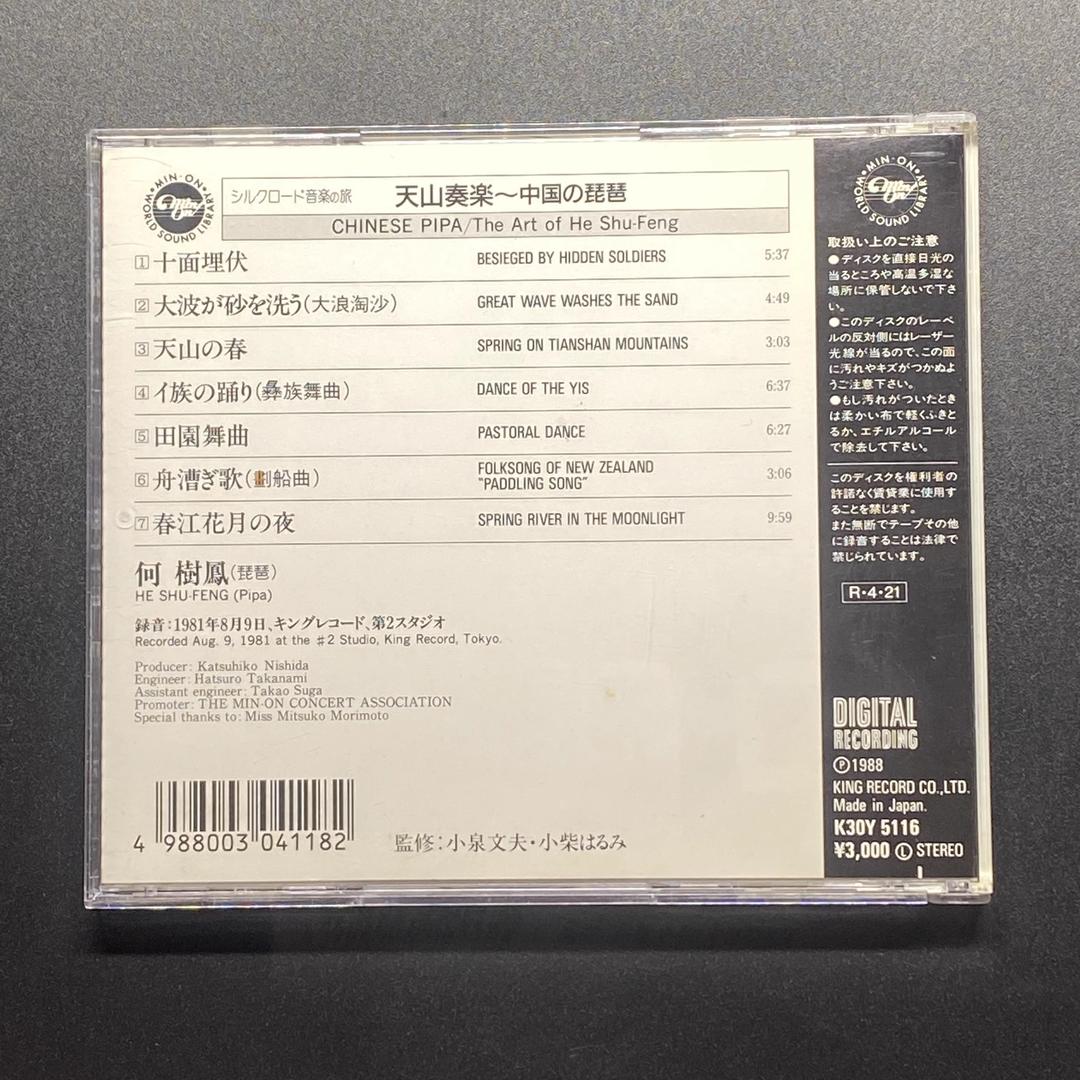 MIN-ON WORLD SOUND LIBRARY
Min On
シルクロード音楽の旅 天山奏楽〜中国の琵琶
CHINESE PIPA/The Art of He Shu-Feng
1 十面埋伏 BESIEGED BY HIDDEN SOLDIERS 5:37
2 大波が砂を洗う(大浪淘沙) GREAT WAVE WASHES THE SAND 4:49
3 天山の春 SPRING ON TIANSHAN MOUNTAINS 3:03
4 イ族の踊り(彝族舞曲) DANCE OF THE YIS 6:37
5 田園舞曲 PASTORAL DANCE 6:27
6 舟漕ぎ歌(劃船曲) FOLKSONG OF NEW ZEALAND 3:06
"PADDLING SONG"
7 春江花月の夜 SPRING RIVER IN THE MOONLIGHT 9:59
何 樹鳳(琵琶)
HE SHU-FENG (Pipa)
録音:1981年8月9日、キングレコード、第2スタジオ
Recorded Aug. 9, 1981 at the ♯2 Studio, King Record, Tokyo.
Producer: Katsuhiko Nishida
Engineer: Hatsuro Takanami
Assistant engineer: Takao Suga
Promoter: THE MIN-ON CONCERT ASSOCIATION
Special thanks to: Miss Mitsuko Morimoto
4 988003 041182
監修:小泉文夫・小柴はるみ
MIN-ON WORLD SOUND LIBRARY
Min On
取扱い上のご注意
●ディスクを直接日光の
当るところや高温多湿な
場所に保管しないで下さ
い。
●このディスクのレーベ
ルの反対側にはレーザー
光線が当るので、この面
に汚れやキズがつかぬよ
うご注意下さい。
●もし汚れがついたとき
は柔かい布で軽くふきと
るか、エチルアルコール
で除去して下さい。
このディスクを権利者の
許諾なく賃貸業に使用す
ることを禁じます。
また無断でテープその他
に録音することは法律で
禁じられています。
R・4・21
DIGITAL
RECORDING
Ⓟ1988
KING RECORD CO.,LTD.
Made in Japan.
K30Y 5116
¥3,000 Ⓛ STEREO